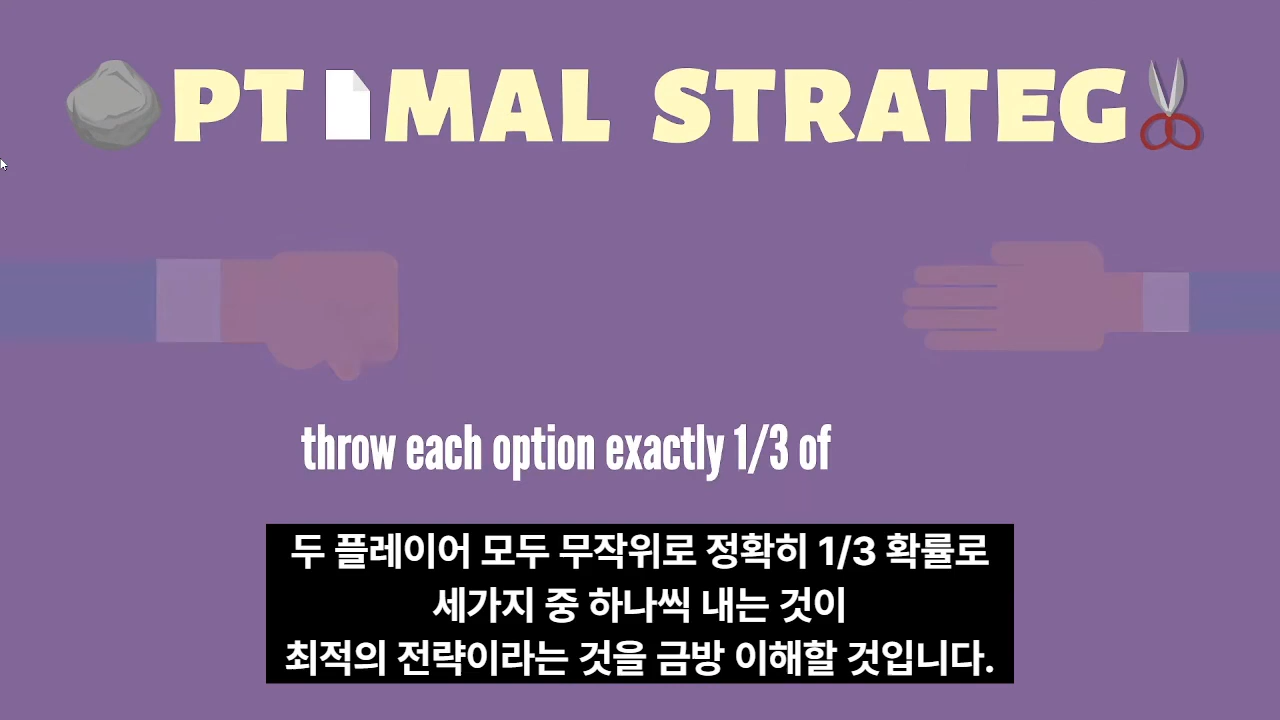 PTMAL STRATEG
throw each option exactly 1/3 of
두 플레이어 모두 무작위로 정확히 1/3 확률로
세가지 중 하나씩 내는 것이
최적의 전략이라는 것을 금방 이해할 것입니다.